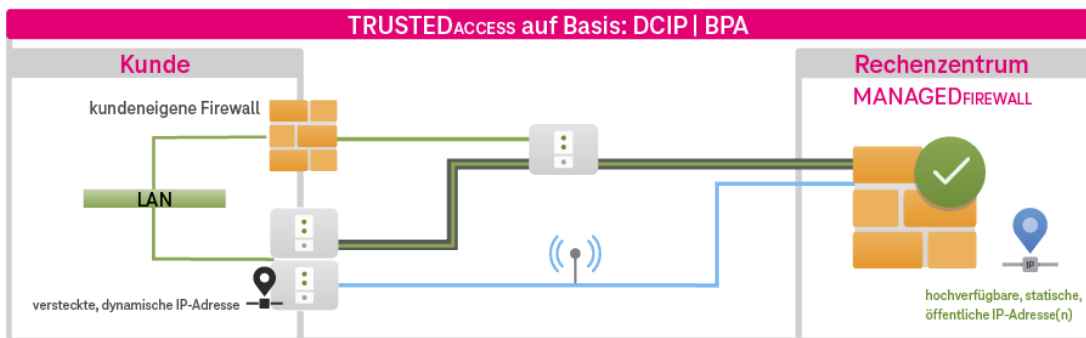 TRUSTEDACCESS auf Basis: DCIP | BPA
Kunde
Rechenzentrum
MANAGEDFIREWALL
kundeneigene Firewall
LAN
versteckte, dynamische IP-Adresse
IP
hochverfügbare, statische,
öffentliche IP-Adresse(n)